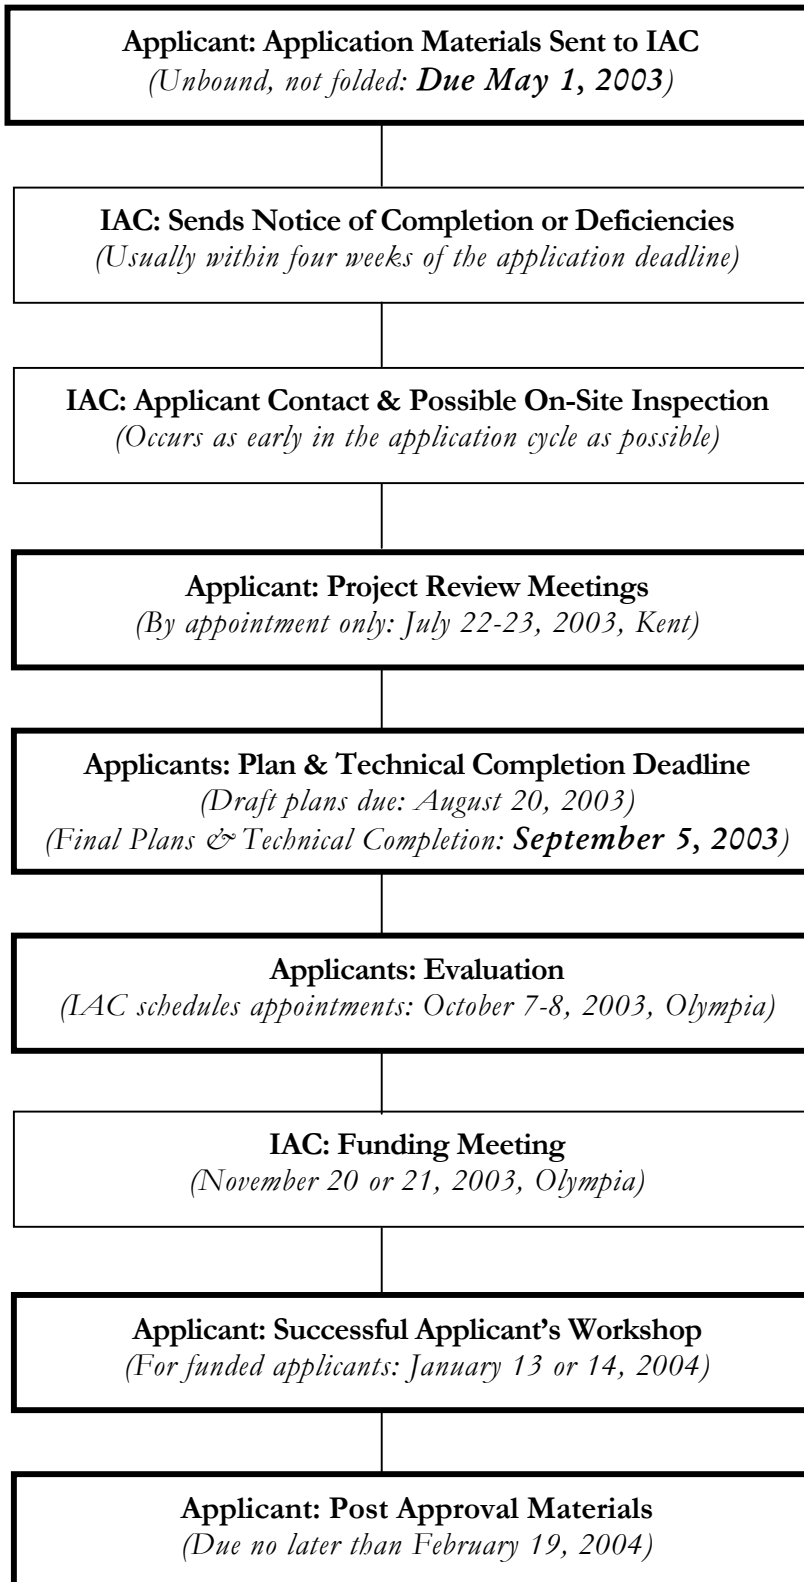 Applicant: Application Materials Sent to IAC
(Unbound, not folded: Due May 1, 2003)
IAC: Sends Notice of Completion or Deficiencies
(Usually within four weeks of the application deadline)
IAC: Applicant Contact & Possible On-Site Inspection
(Occurs as early in the application cycle as possible)
Applicant: Project Review Meetings
(By appointment only: July 22-23, 2003, Kent)
Applicants: Plan & Technical Completion Deadline
(Draft plans due: August 20, 2003)
(Final Plans & Technical Completion: September 5, 2003)
Applicants: Evaluation
(IAC schedules appointments: October 7-8, 2003, Olympia)
IAC: Funding Meeting
(November 20 or 21, 2003, Olympia)
Applicant: Successful Applicant’s Workshop
(For funded applicants: January 13 or 14, 2004)
Applicant: Post Approval Materials
(Due no later than February 19, 2004)